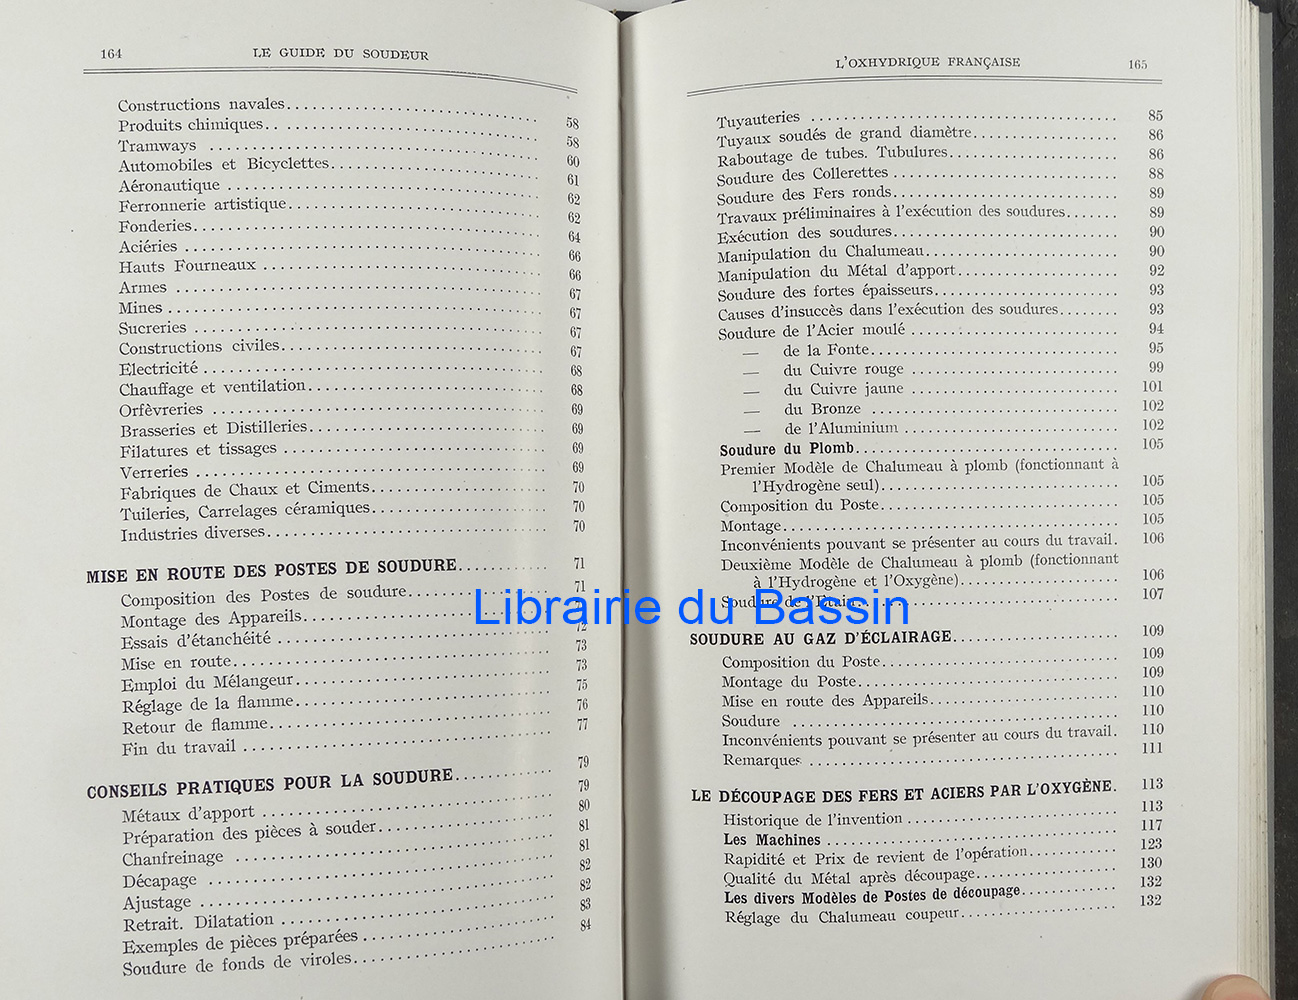 164 LE GUIDE DU SOUDEUR
Constructions navales 58
Produits chimiques 58
Tramways 60
Automobiles et Bicyclettes 61
Aéronautique 62
Ferronnerie artistique 62
Fonderies 64
Aciéries 66
Hauts Fourneaux 66
Armes 67
Mines 67
Sucreries 67
Constructions civiles 67
Electricité 68
Chauffage et ventilation 68
Orfèvreries 69
Brasseries et Distilleries 69
Filatures et tissages 69
Verreries 69
Fabriques de Chaux et Ciments 70
Tuileries, Carrelages céramiques 70
Industries diverses 70
MISE EN ROUTE DES POSTES DE SOUDURE 71
Composition des Postes de soudure 71
Montage des Appareils
Essais d'étanchéité 72
Mise en route 73
Emploi du Mélangeur 73
Réglage de la flamme 75
Retour de flamme 76
Fin du travail 77
CONSEILS PRATIQUES POUR LA SOUDURE 79
Métaux d'apport 79
Préparation des pièces à souder 80
Chanfreinage 81
Décapage 81
Ajustage 82
Retrait. Dilatation 82
Exemples de pièces préparées 83
Soudure de fonds de viroles 84
L'OXHYDRIQUE FRANÇAISE 165
Tuyauteries 85
Tuyaux soudés de grand diamètre 86
Raboutage de tubes. Tubulures 86
Soudure des Collerettes 88
Soudure des Fers ronds 89
Travaux préliminaires à l'exécution des soudures 89
Exécution des soudures 90
Manipulation du Chalumeau 90
Manipulation du Métal d'apport 92
Soudure des fortes épaisseurs 93
Causes d'insuccès dans l'exécution des soudures 93
Soudure de l'Acier moulé 94
— de la Fonte 95
— du Cuivre rouge 99
— du Cuivre jaune 101
— du Bronze 102
— de l'Aluminium 102
Soudure du Plomb 105
Premier Modèle de Chalumeau à plomb (fonctionnant à
l'Hydrogène seul) 105
Composition du Poste 105
Montage 105
Inconvénients pouvant se présenter au cours du travail. 106
Deuxième Modèle de Chalumeau à plomb (fonctionnant
à l'Hydrogène et l'Oxygène) 106
Soudure de l'Etain 107
SOUDURE AU GAZ D'ÉCLAIRAGE 109
Composition du Poste 109
Montage du Poste 109
Mise en route des Appareils 110
Soudure 110
Inconvénients pouvant se présenter au cours du travail. 110
Remarques 111
LE DÉCOUPAGE DES FERS ET ACIERS PAR L'OXYGÈNE. 113
Historique de l'invention 113
Les Machines 117
Rapidité et Prix de revient de l'opération 123
Qualité du Métal après découpage 130
Les divers Modèles de Postes de découpage 132
Réglage du Chalumeau coupeur 132
Librairie du Bassin